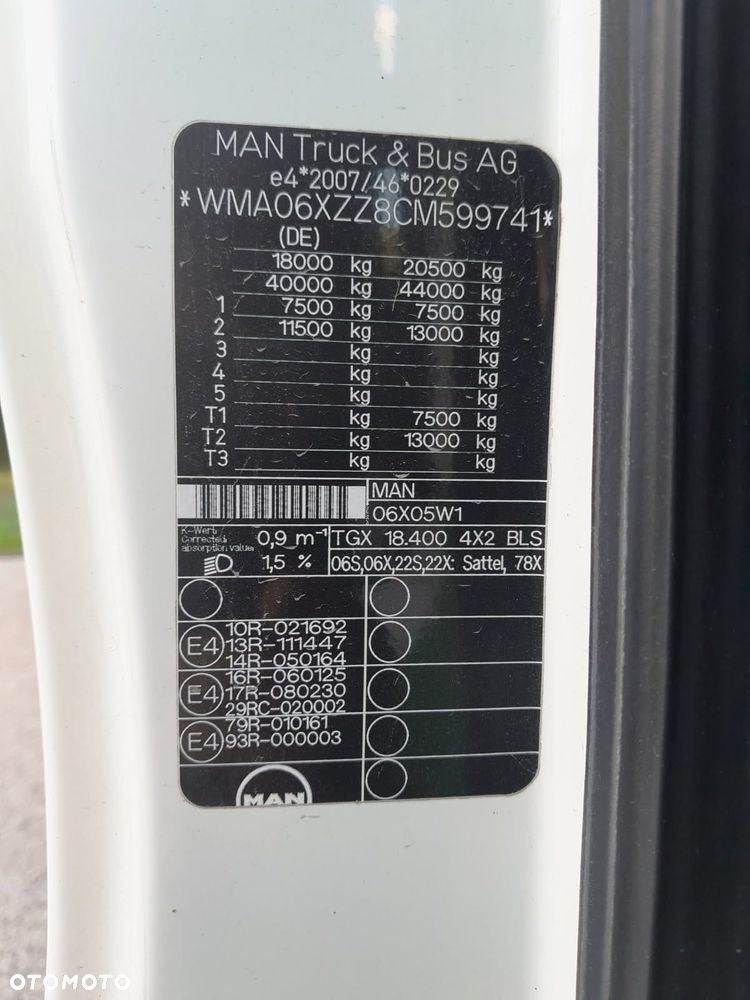 MAN Truck & Bus AG
e4*2007/46*0229
*WMA06XZZ8CM599741*
(DE)
18000 kg 20500 kg
40000 kg 44000 kg
1 7500 kg 7500 kg
2 11500 kg 13000 kg
3 kg kg
4 kg kg
5 kg kg
T1 kg 7500 kg
T2 kg 13000 kg
T3 kg kg
MAN
06X05W1
K-Wert/
Corrected
absorption value
0,9 m⁻¹
TGX 18.400 4X2 BLS
1,5 %
06S,06X,22S,22X: Sattel, 78X
10R-021692
E4 13R-111447
14R-050164
16R-060125
E4 17R-080230
29RC-020002
79R-010161
E4 93R-000003
MAN
OTOMOTO